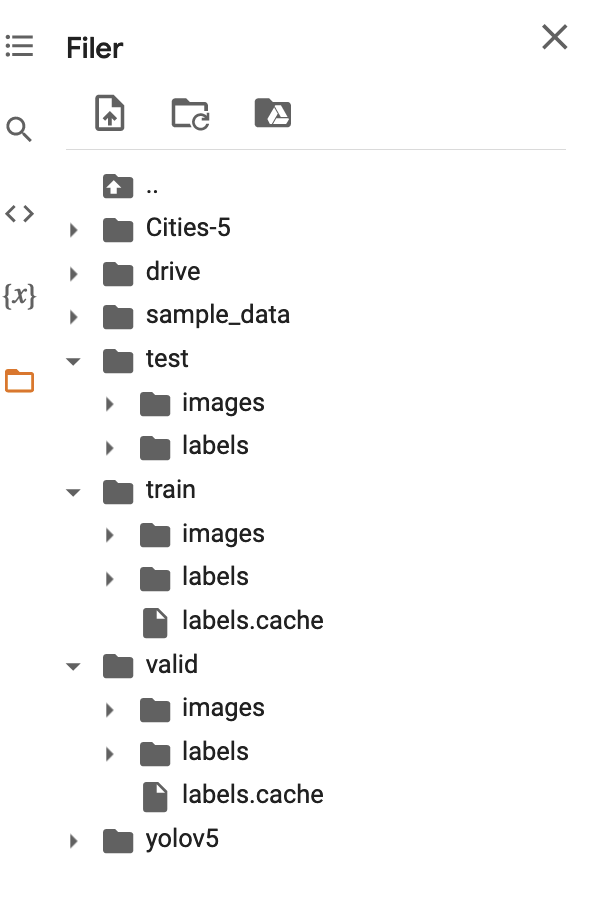 Filer
..
Cities-5
{x}
drive
sample_data
test
images
labels
train
images
labels
labels.cache
valid
images
labels
labels.cache
yolov5